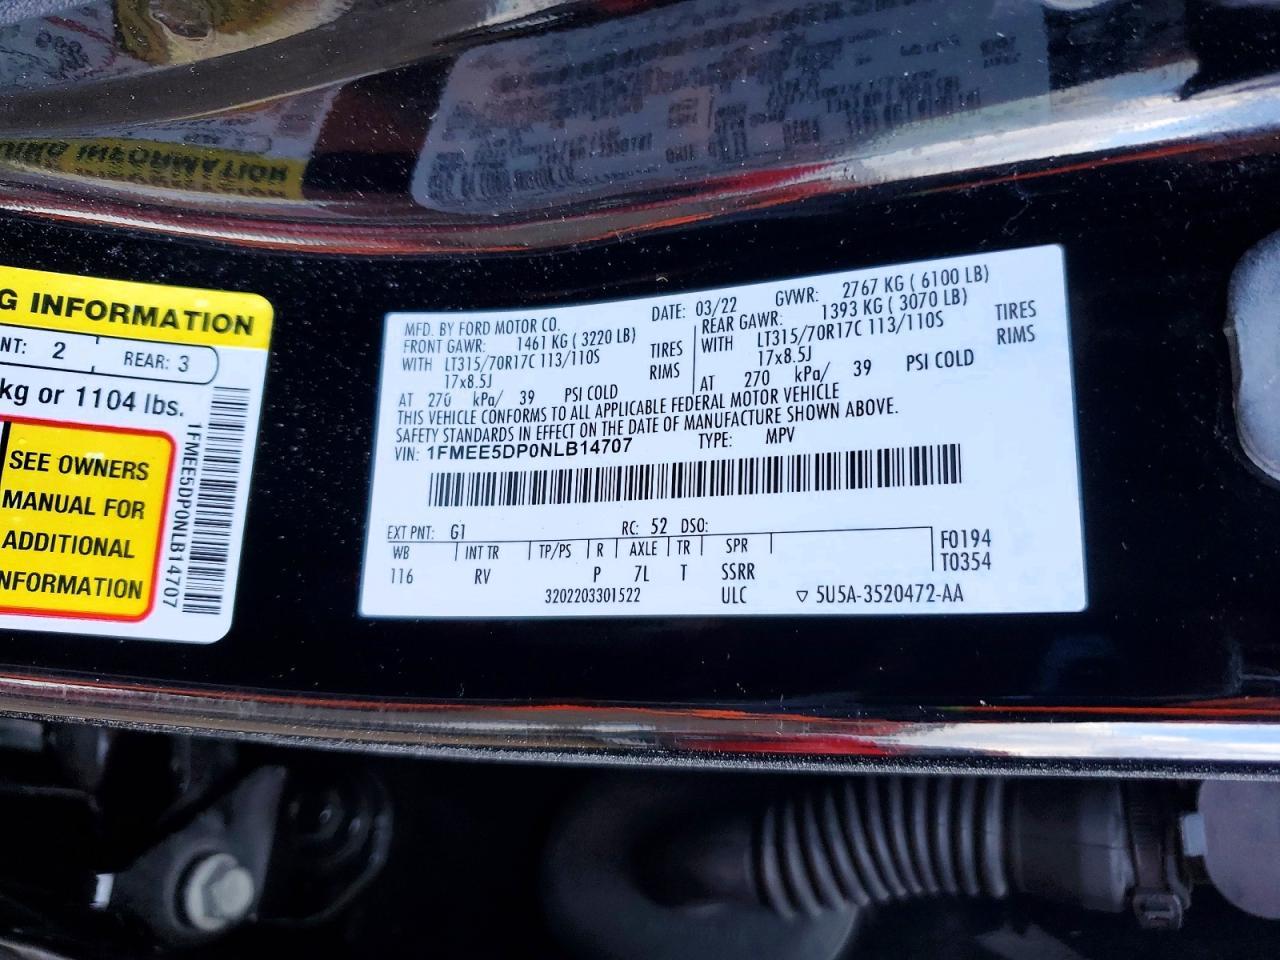 G INFORMATION
NT: 2 REAR: 3
kg or 1104 lbs.
SEE OWNERS
MANUAL FOR
ADDITIONAL
NFORMATION
1FMEE5DP0NLB14707
MFD. BY FORD MOTOR CO. DATE: 03/22 GVWR: 2767 KG ( 6100 LB)
FRONT GAWR: 1461 KG ( 3220 LB) REAR GAWR: 1393 KG ( 3070 LB)
WITH LT315/70R17C 113/110S TIRES WITH LT315/70R17C 113/110S TIRES
17x8.5J RIMS 17x8.5J RIMS
AT 270 kPa/ 39 PSI COLD AT 270 kPa/ 39 PSI COLD
THIS VEHICLE CONFORMS TO ALL APPLICABLE FEDERAL MOTOR VEHICLE
SAFETY STANDARDS IN EFFECT ON THE DATE OF MANUFACTURE SHOWN ABOVE.
VIN: 1FMEE5DP0NLB14707 TYPE: MPV
EXT PNT: G1 RC: 52 DSO:
WB INT TR TP/PS R AXLE TR SPR F0194
116 RV P 7L T SSRR T0354
3202203301522 ULC ▽ 5U5A-3520472-AA